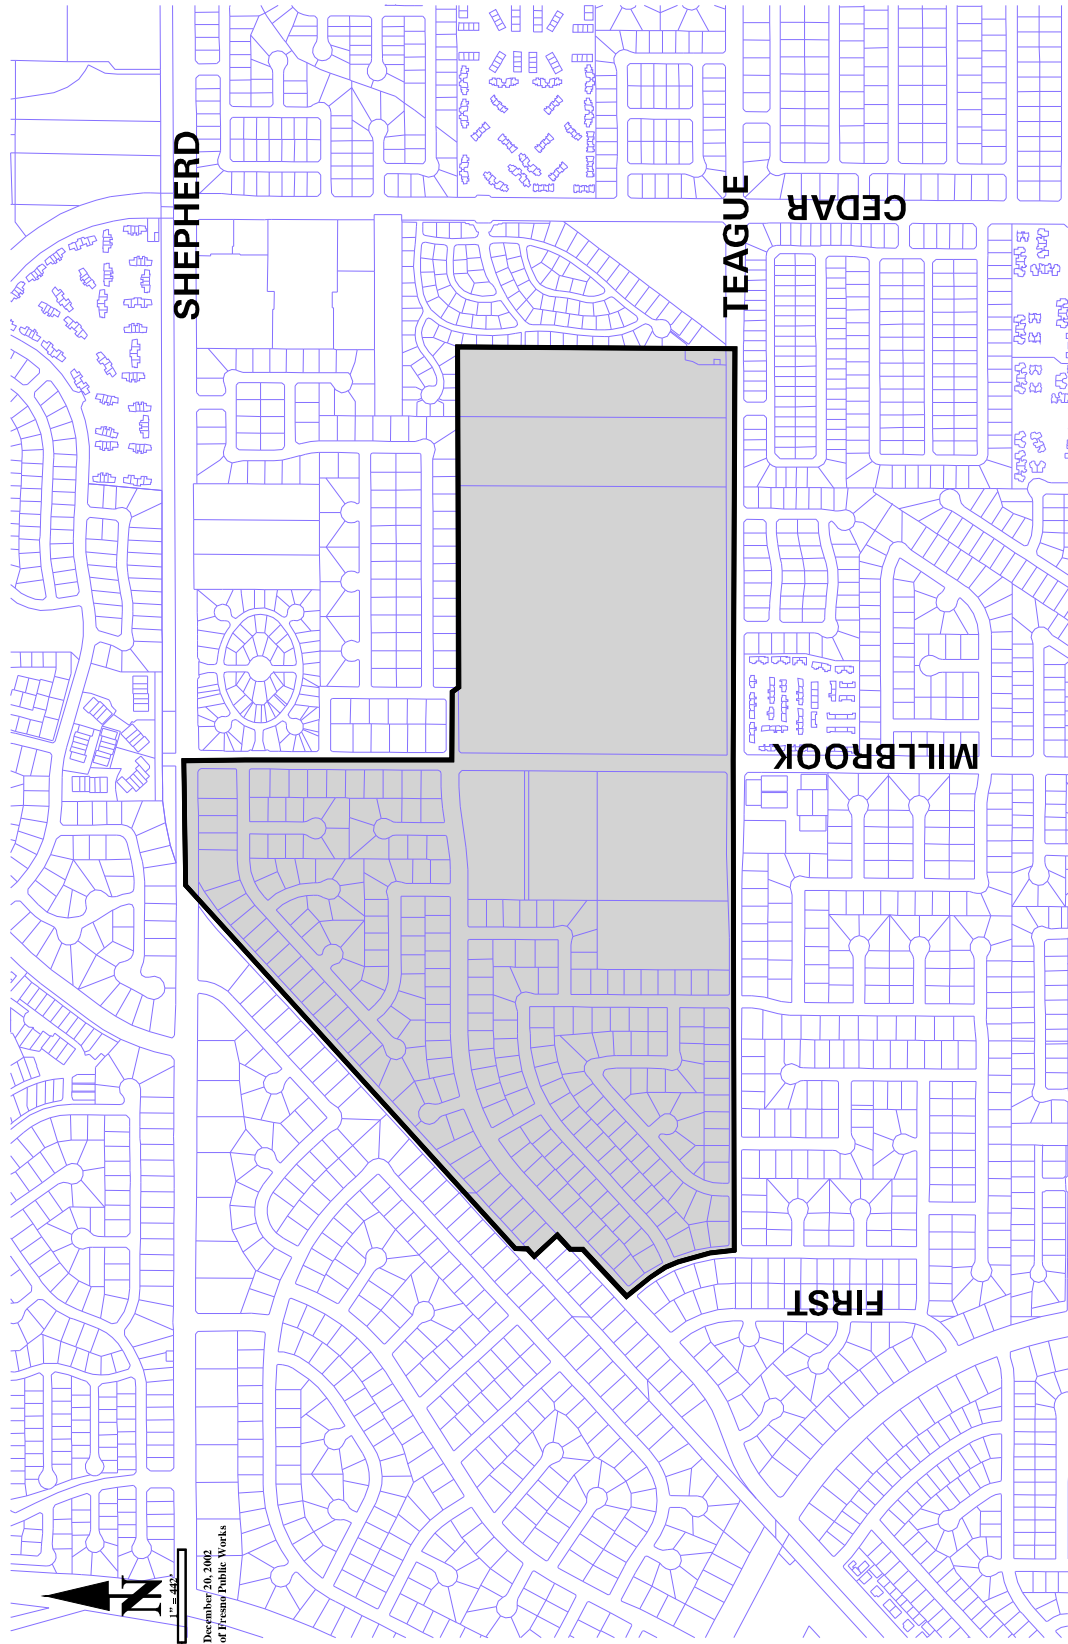 SHEPHERD
TEAGUE
CEDAR
MILLBROOK
FIRST
N
1" = 442'
December 20, 2002
of Fresno Public Works